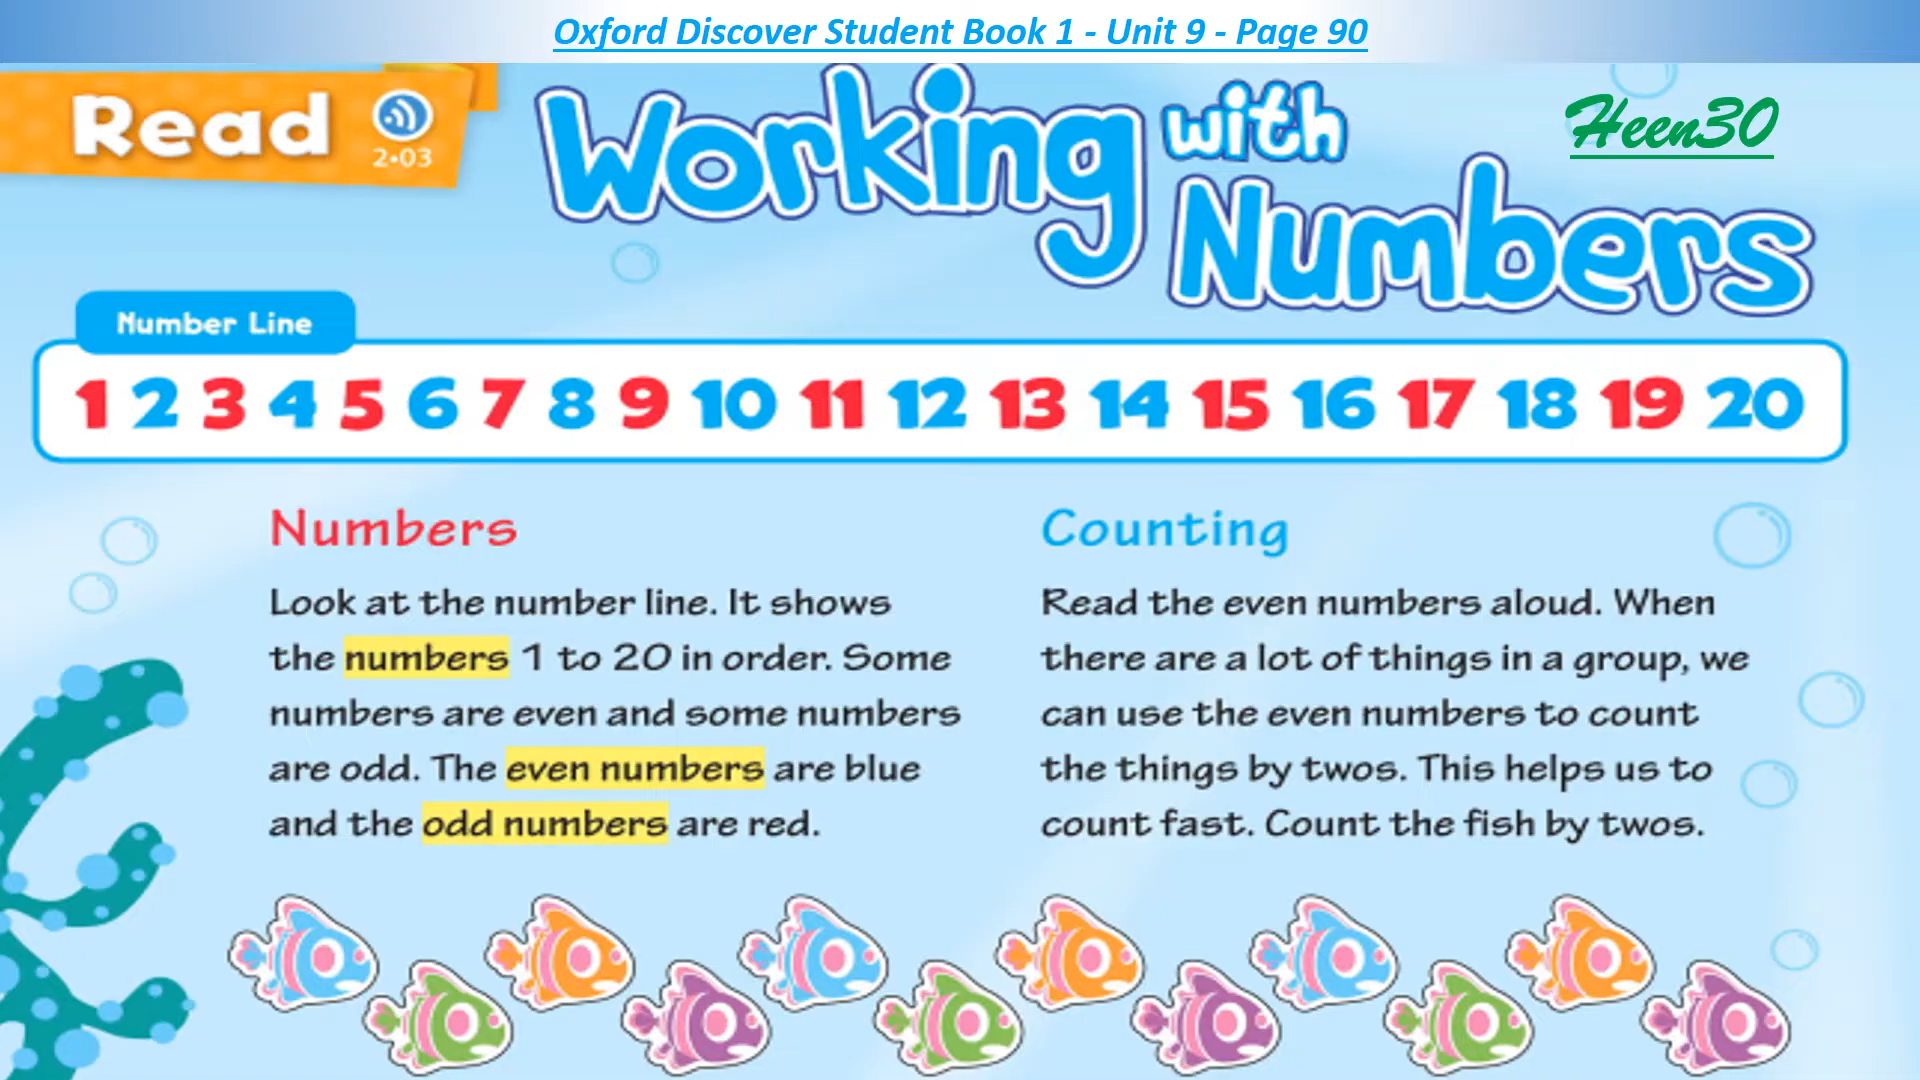 Oxford Discover Student Book 1 - Unit 9 - Page 90
Read
2•03
Working with
Numbers
Heen30
Number Line
1 2 3 4 5 6 7 8 9 10 11 12 13 14 15 16 17 18 19 20
Numbers
Look at the number line. It shows
the numbers 1 to 20 in order. Some
numbers are even and some numbers
are odd. The even numbers are blue
and the odd numbers are red.
Counting
Read the even numbers aloud. When
there are a lot of things in a group, we
can use the even numbers to count
the things by twos. This helps us to
count fast. Count the fish by twos.